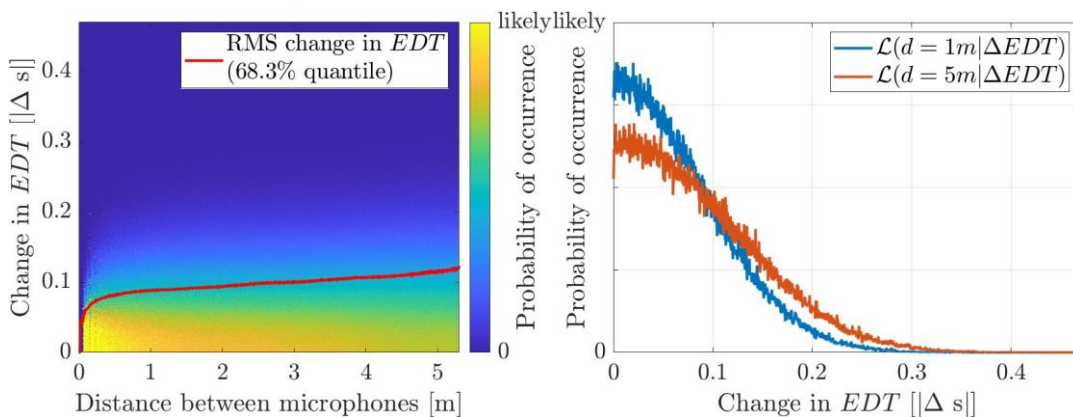 Change in EDT [|Δ s|]
0.4
0.3
0.2
0.1
0
0 1 2 3 4 5
Distance between microphones [m]
RMS change in EDT
(68.3% quantile)
likely
Probability of occurrence
0
likely
Probability of occurrence
0
0 0.1 0.2 0.3 0.4
Change in EDT [|Δ s|]
ℒ(d = 1m|ΔEDT)
ℒ(d = 5m|ΔEDT)